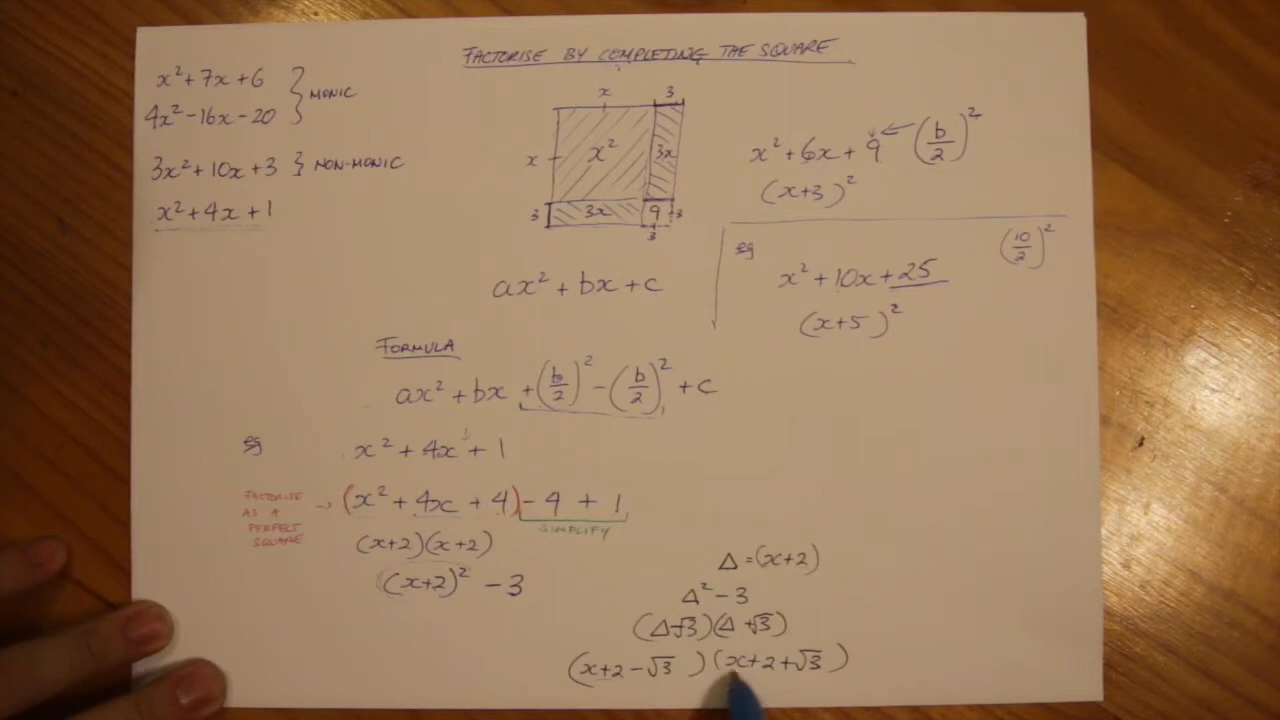 FACTORISE BY COMPLETING THE SQUARE
x² + 7x + 6
4x² - 16x - 20
} MONIC
3x² + 10x + 3 } NON-MONIC
x² + 4x + 1
x 3
x x² 3x
3 3x 9 3
3
ax² + bx + c
x² + 6x + 9 ← (b/2)²
(x+3)²
eg
(10/2)²
x² + 10x + 25
(x+5)²
FORMULA
ax² + bx + (b/2)² - (b/2)² + c
eg x² + 4x + 1
FACTORISE AS A PERFECT SQUARE → (x² + 4x + 4) - 4 + 1
SIMPLIFY
(x+2)(x+2)
(x+2)² - 3
Δ = (x+2)
Δ² - 3
(Δ-√3)(Δ+√3)
(x+2-√3)(x+2+√3)